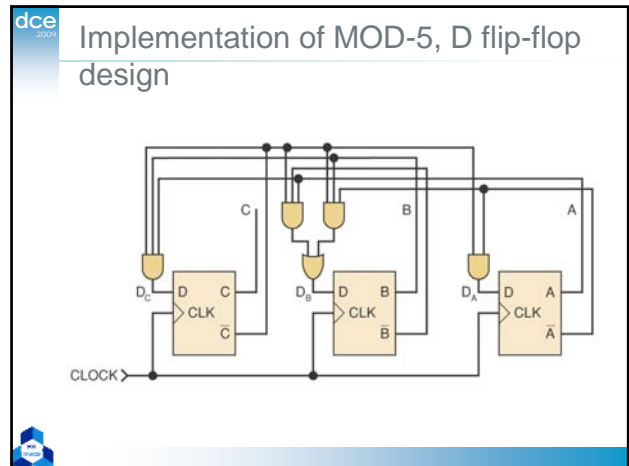 dce
2009
Implementation of MOD-5, D flip-flop
design
C
B
A
D_C
D
C
CLK
C̅
D_B
D
B
CLK
B̅
D_A
D
A
CLK
A̅
CLOCK